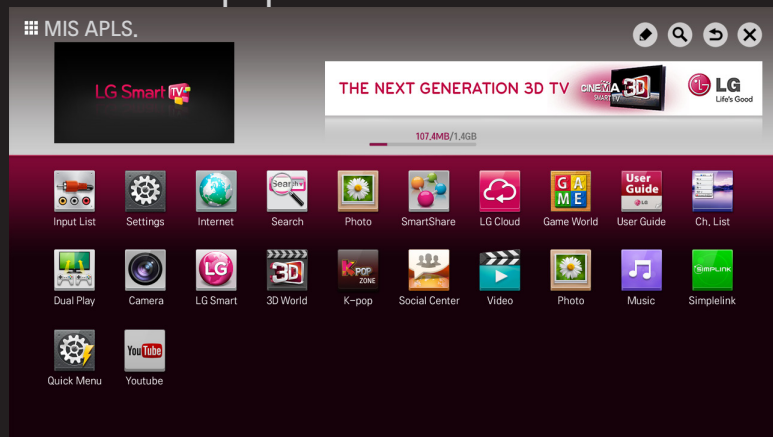 MIS APLS.
LG Smart TV
THE NEXT GENERATION 3D TV
CINEMA 3D
SMART TV
LG
Life's Good
107.4MB/1.4GB
Search
GAME
User Guide
LG
Input List
Settings
Internet
Search
Photo
SmartShare
LG Cloud
Game World
User Guide
Ch. List
LG
3D
K-POP ZONE
SIMPLINK
Dual Play
Camera
LG Smart
3D World
K-pop
Social Center
Video
Photo
Music
Simplelink
YouTube
Quick Menu
Youtube